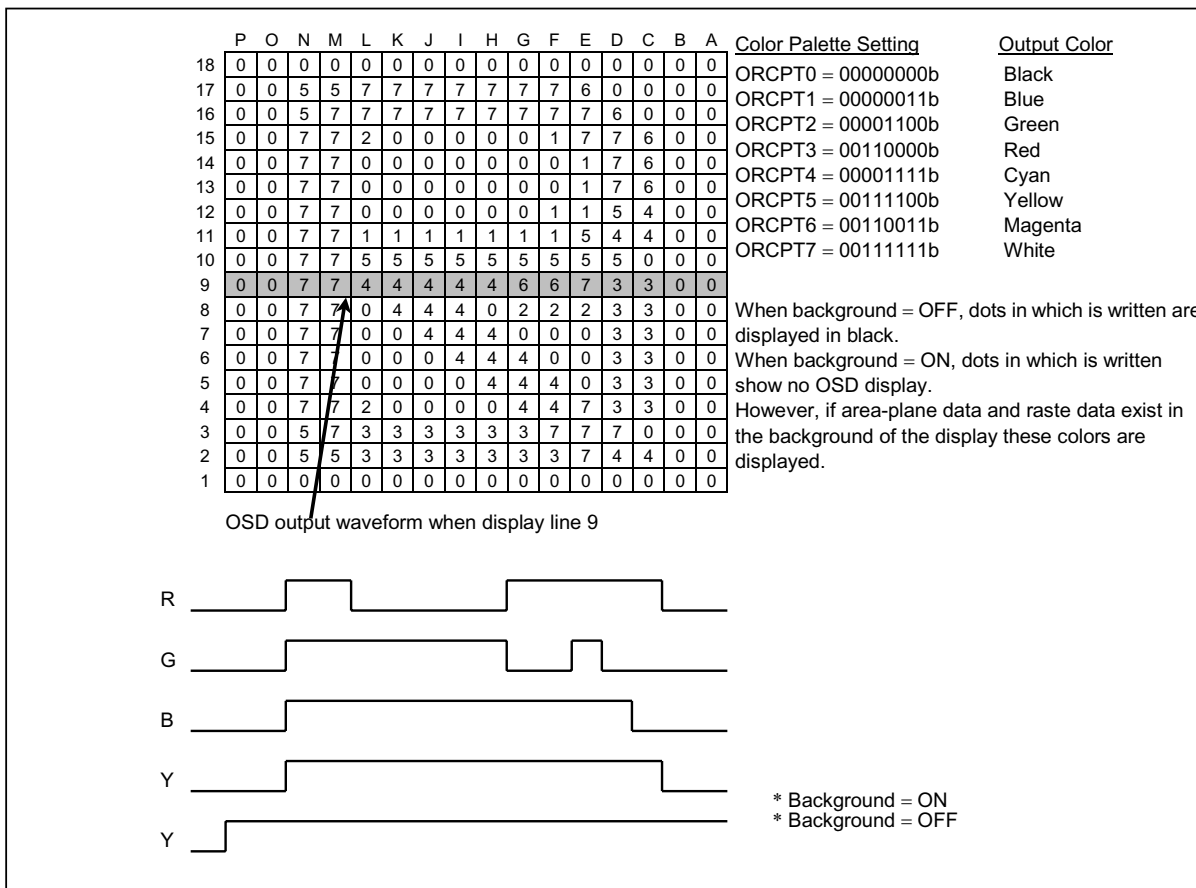 P O N M L K J I H G F E D C B A
18 0 0 0 0 0 0 0 0 0 0 0 0 0 0 0 0
17 0 0 5 5 7 7 7 7 7 7 7 6 0 0 0 0
16 0 0 5 7 7 7 7 7 7 7 7 7 6 0 0 0
15 0 0 7 7 2 0 0 0 0 0 1 7 7 6 0 0
14 0 0 7 7 0 0 0 0 0 0 0 1 7 6 0 0
13 0 0 7 7 0 0 0 0 0 0 0 1 7 6 0 0
12 0 0 7 7 0 0 0 0 0 0 1 1 5 4 0 0
11 0 0 7 7 1 1 1 1 1 1 1 5 4 4 0 0
10 0 0 7 7 5 5 5 5 5 5 5 5 5 0 0 0
9 0 0 7 7 4 4 4 4 4 6 6 7 3 3 0 0
8 0 0 7 7 0 4 4 4 0 2 2 2 3 3 0 0
7 0 0 7 7 0 0 4 4 4 0 0 0 3 3 0 0
6 0 0 7 7 0 0 0 4 4 4 0 0 3 3 0 0
5 0 0 7 7 0 0 0 0 4 4 4 0 3 3 0 0
4 0 0 7 7 2 0 0 0 0 4 4 7 3 3 0 0
3 0 0 5 7 3 3 3 3 3 3 7 7 7 0 0 0
2 0 0 5 5 3 3 3 3 3 3 3 7 4 4 0 0
1 0 0 0 0 0 0 0 0 0 0 0 0 0 0 0 0
Color Palette Setting Output Color
ORCPT0 = 00000000b Black
ORCPT1 = 00000011b Blue
ORCPT2 = 00001100b Green
ORCPT3 = 00110000b Red
ORCPT4 = 00001111b Cyan
ORCPT5 = 00111100b Yellow
ORCPT6 = 00110011b Magenta
ORCPT7 = 00111111b White
When background = OFF, dots in which is written are
displayed in black.
When background = ON, dots in which is written
show no OSD display.
However, if area-plane data and raste data exist in
the background of the display these colors are
displayed.
OSD output waveform when display line 9
R
G
B
Y
Y
* Background = ON
* Background = OFF